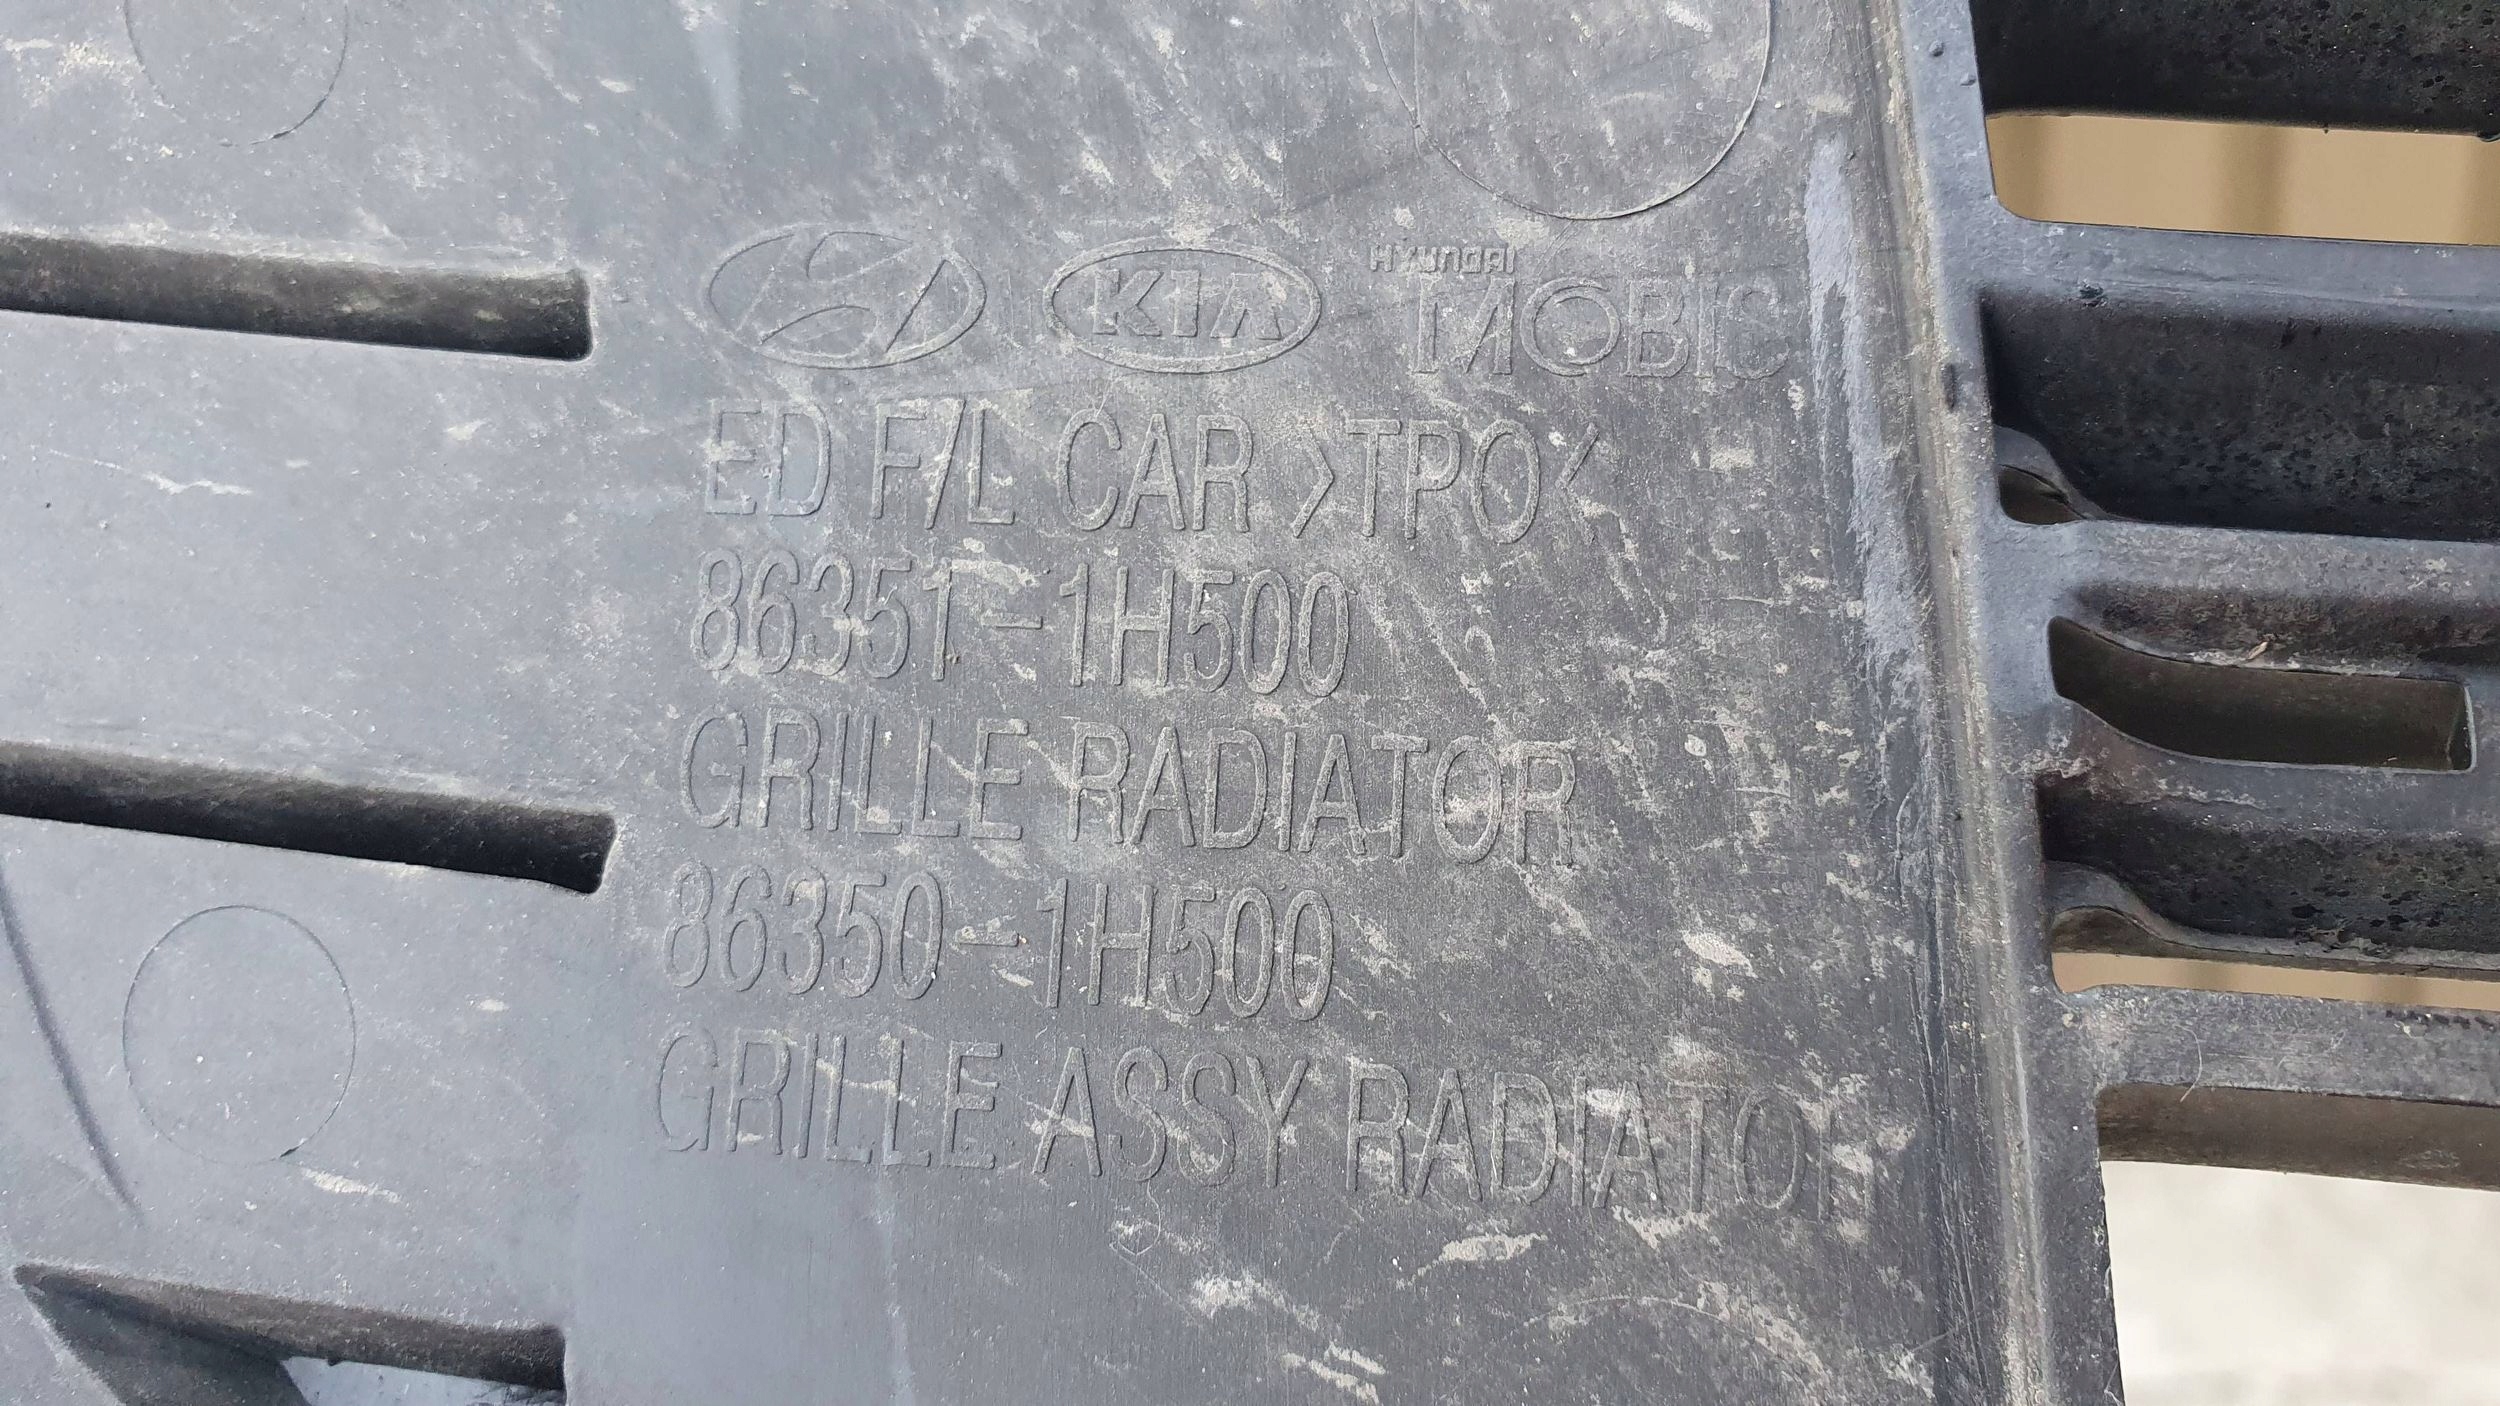 KIA HYUNDAI MOBIS
ED F/L CAR >TPO<
86351-1H500
GRILLE RADIATOR
86350-1H500
GRILLE ASSY RADIATOR